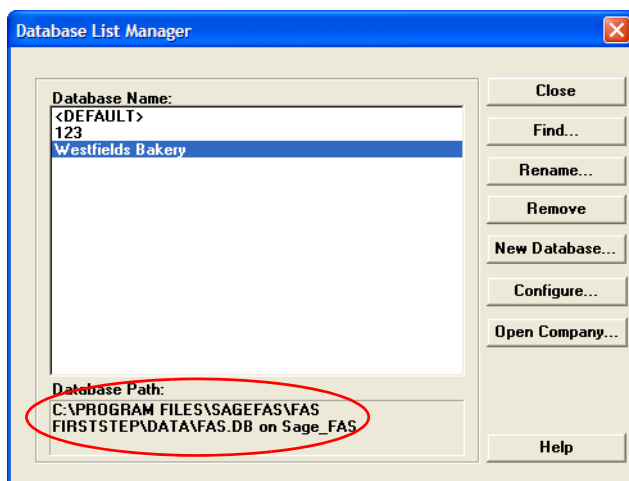 Database List Manager
Database Name:
<DEFAULT>
123
Westfields Bakery
Database Path:
C:\PROGRAM FILES\SAGEFAS\FAS
FIRSTSTEP\DATA\FAS.DB on Sage_FAS
Close
Find...
Rename...
Remove
New Database...
Configure...
Open Company...
Help